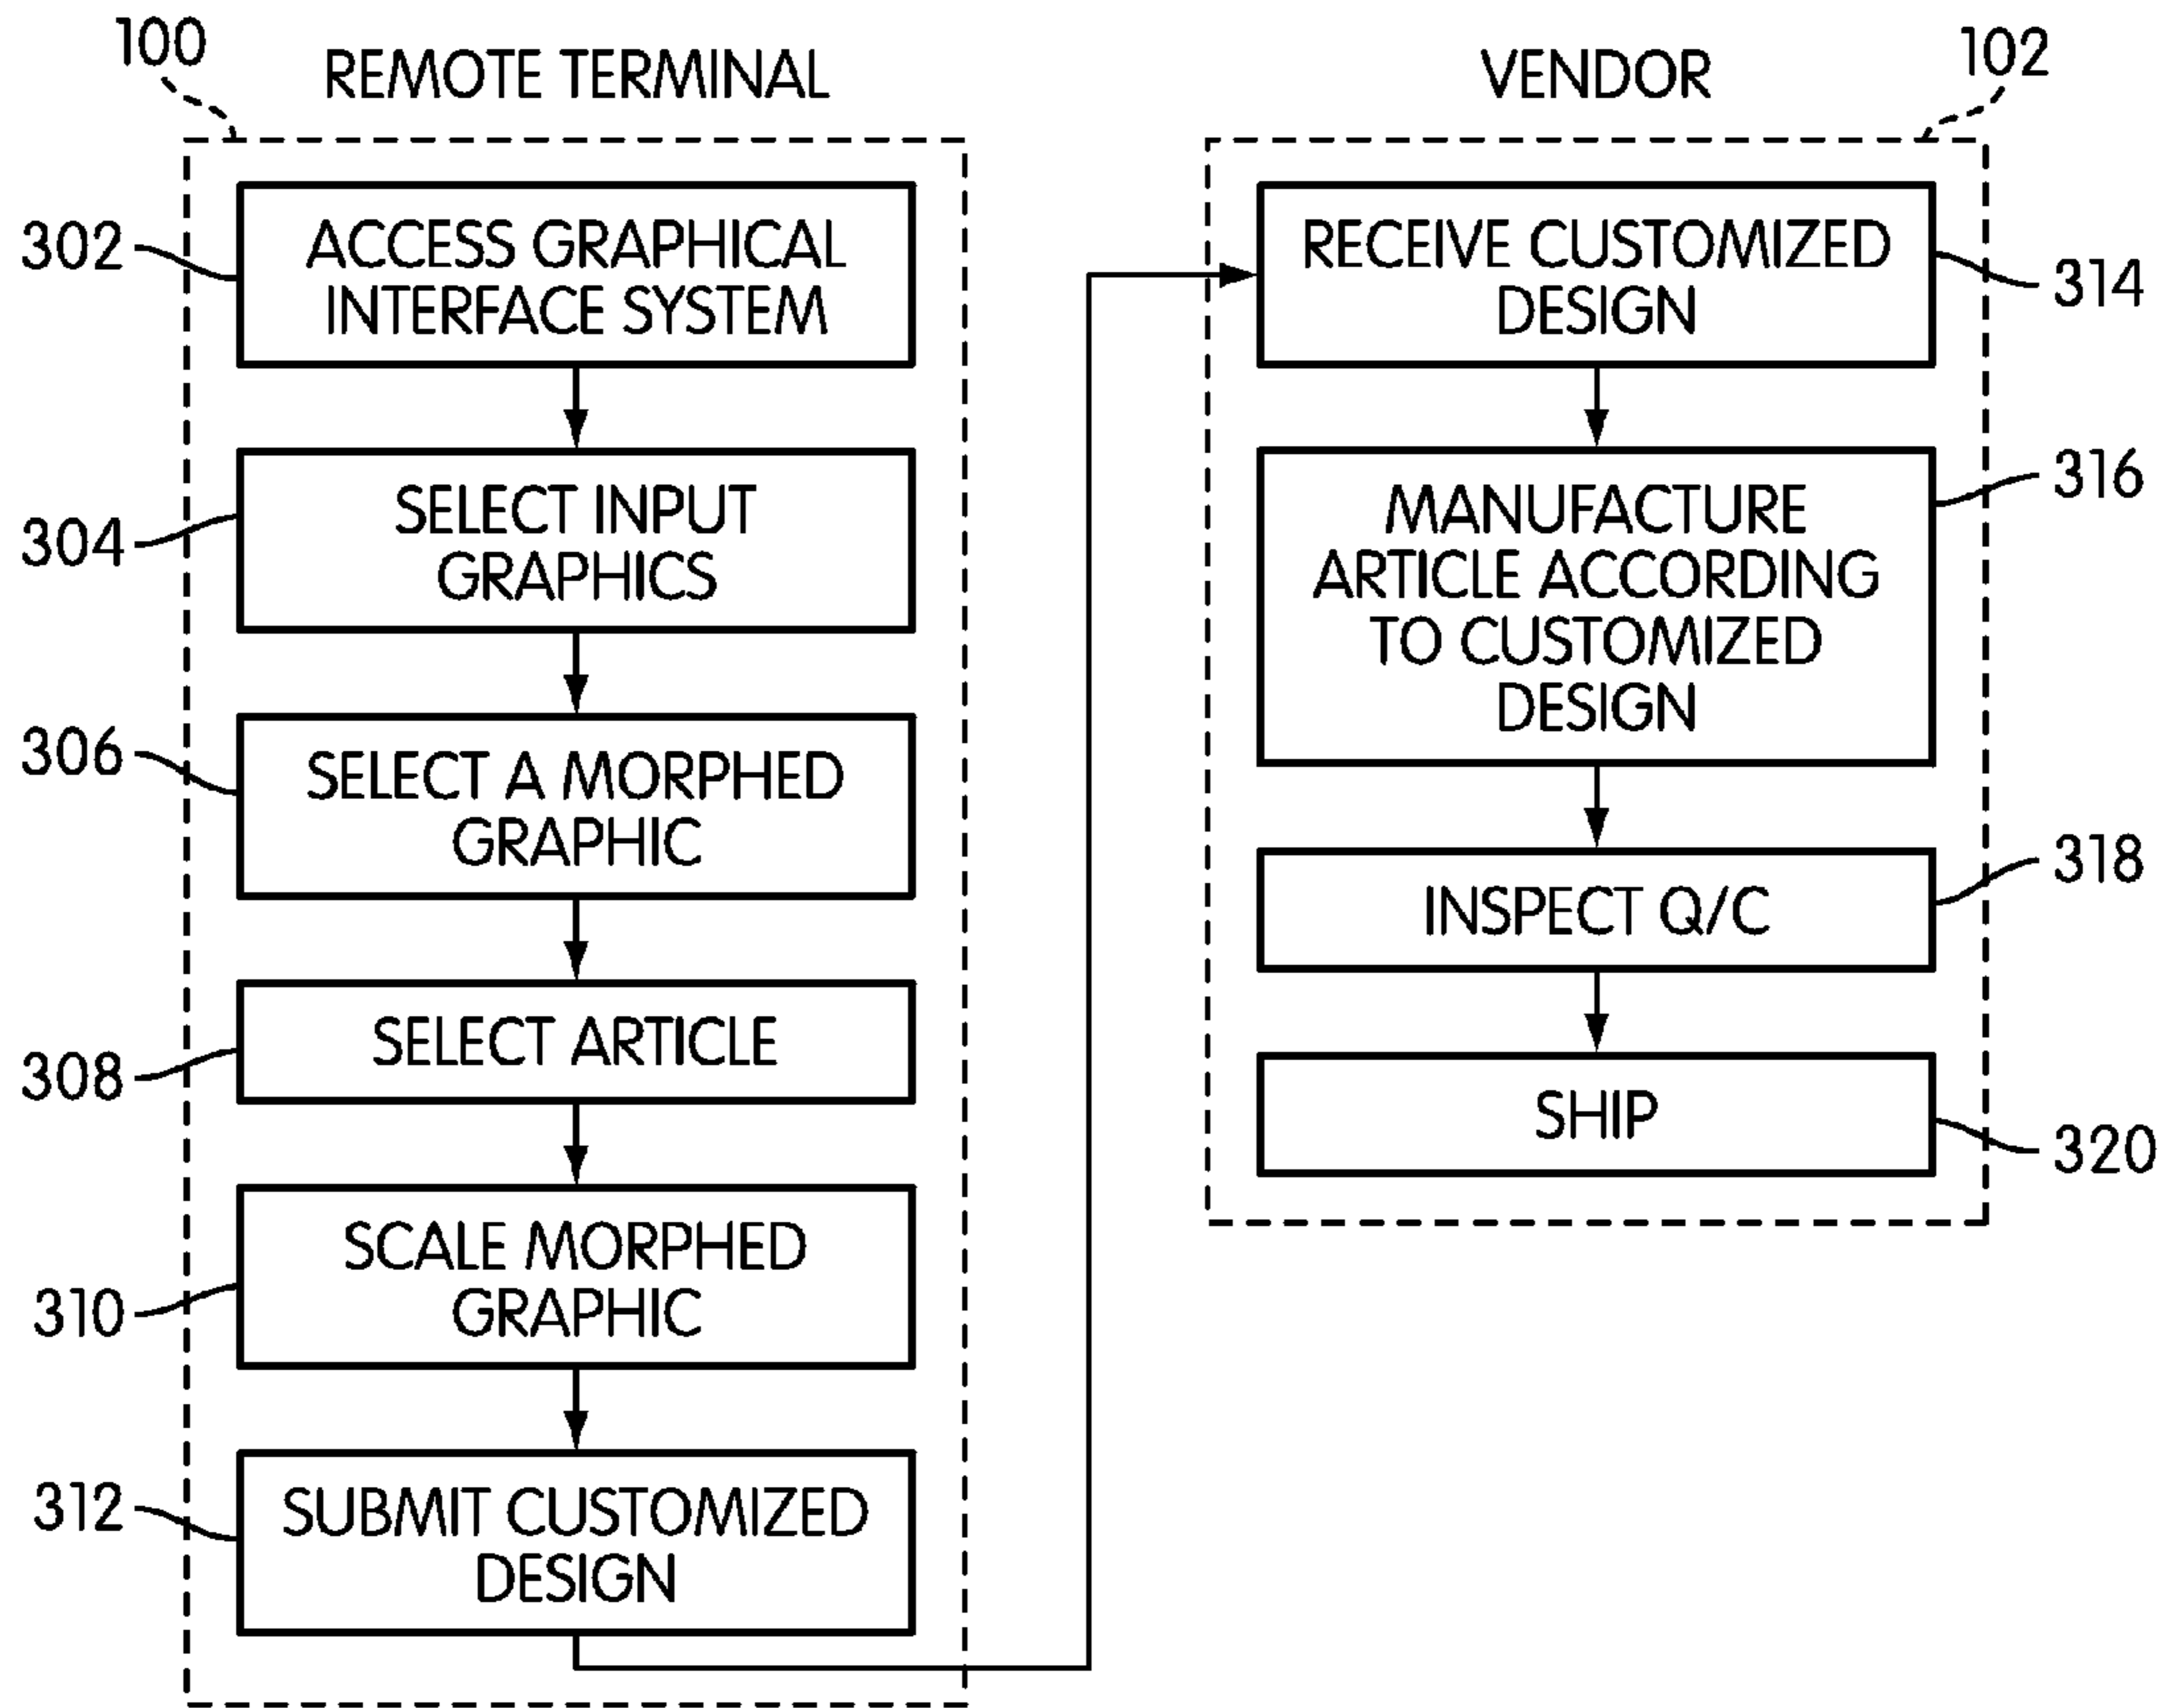 100
REMOTE TERMINAL
302
ACCESS GRAPHICAL
INTERFACE SYSTEM
304
SELECT INPUT
GRAPHICS
306
SELECT A MORPHED
GRAPHIC
308
SELECT ARTICLE
310
SCALE MORPHED
GRAPHIC
312
SUBMIT CUSTOMIZED
DESIGN
VENDOR
102
RECEIVE CUSTOMIZED
DESIGN
314
MANUFACTURE
ARTICLE ACCORDING
TO CUSTOMIZED
DESIGN
316
INSPECT Q/C
318
SHIP
320